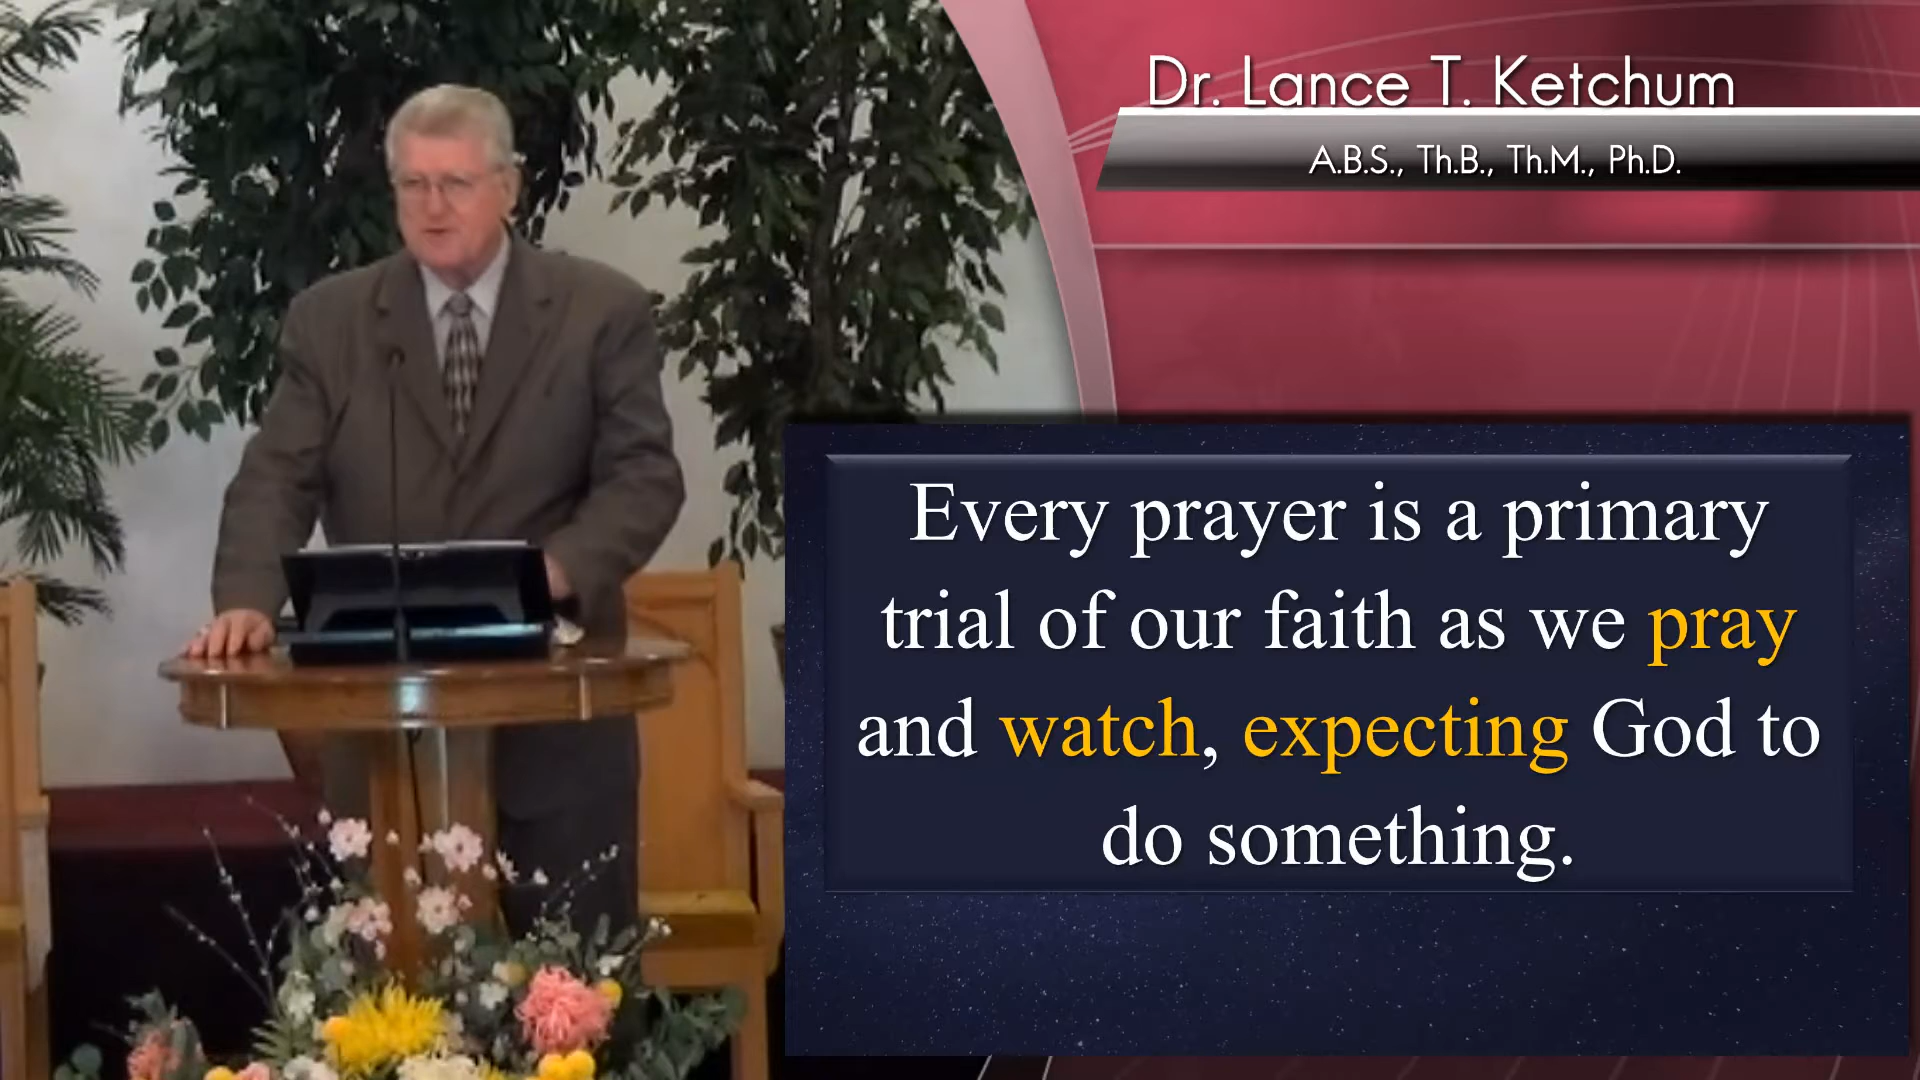 Dr. Lance T. Ketchum
A.B.S., Th.B., Th.M., Ph.D.
Every prayer is a primary
trial of our faith as we pray
and watch, expecting God to
do something.